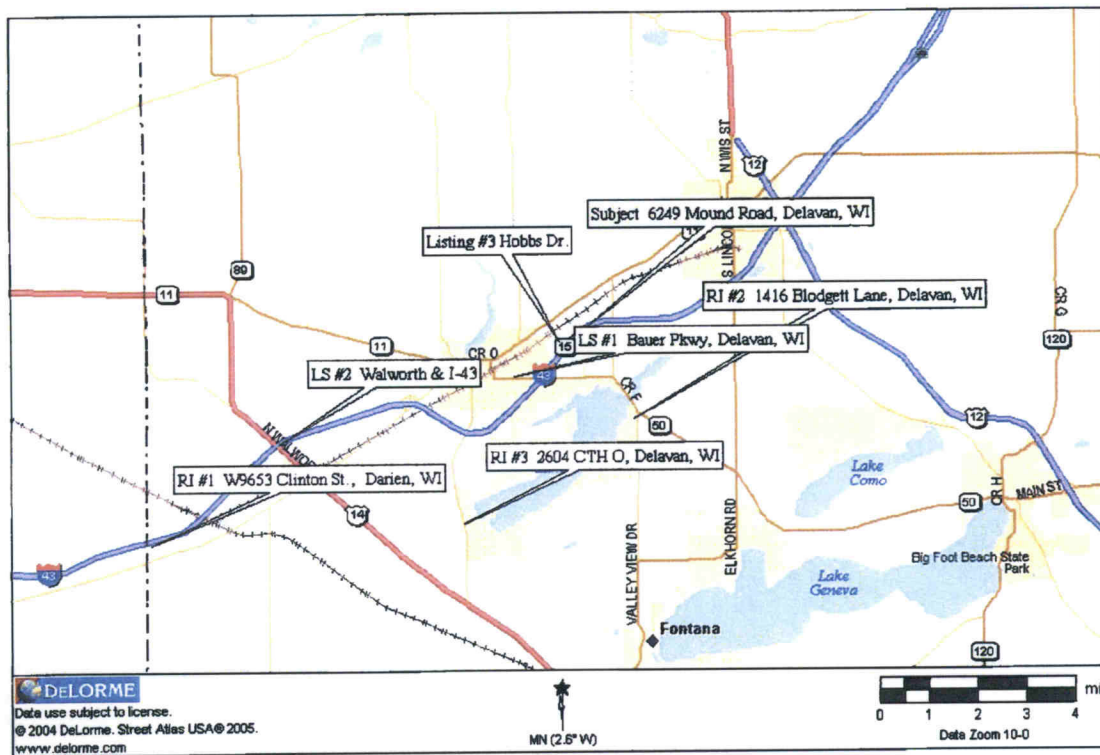 N WIS ST
12
Subject 6249 Mound Road, Delavan, WI
11
Listing #3 Hobbs Dr.
S LINCO
89
11
RI #2 1416 Blodgett Lane, Delavan, WI
CR G
120
15
LS #1 Bauer Pkwy, Delavan, WI
11
CR O
LS #2 Walworth & I-43
43
CR F
12
50
N WALWOR
RI #3 2604 CTH O, Delavan, WI
Lake
Como
RI #1 W9653 Clinton St., Darien, WI
CR H
MAIN ST
50
14
VALLEY VIEW DR
ELKHORN RD
Big Foot Beach State
Park
43
Lake
Geneva
Fontana
120
DELORME
Data use subject to license.
© 2004 DeLorme. Street Atlas USA® 2005.
www.delorme.com
MN (2.6° W)
mi
0 1 2 3 4
Data Zoom 10-0